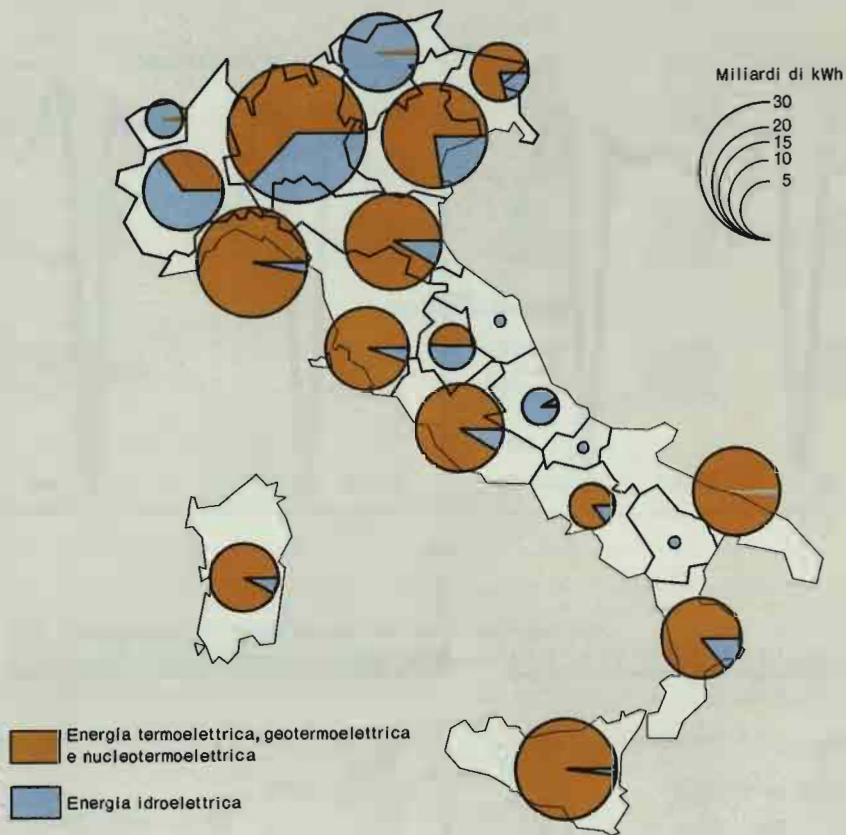 Miliardi di kWh
30
20
15
10
5
Energia termoelettrica, geotermoelettrica
e nucleotermoelettrica
Energia idroelettrica